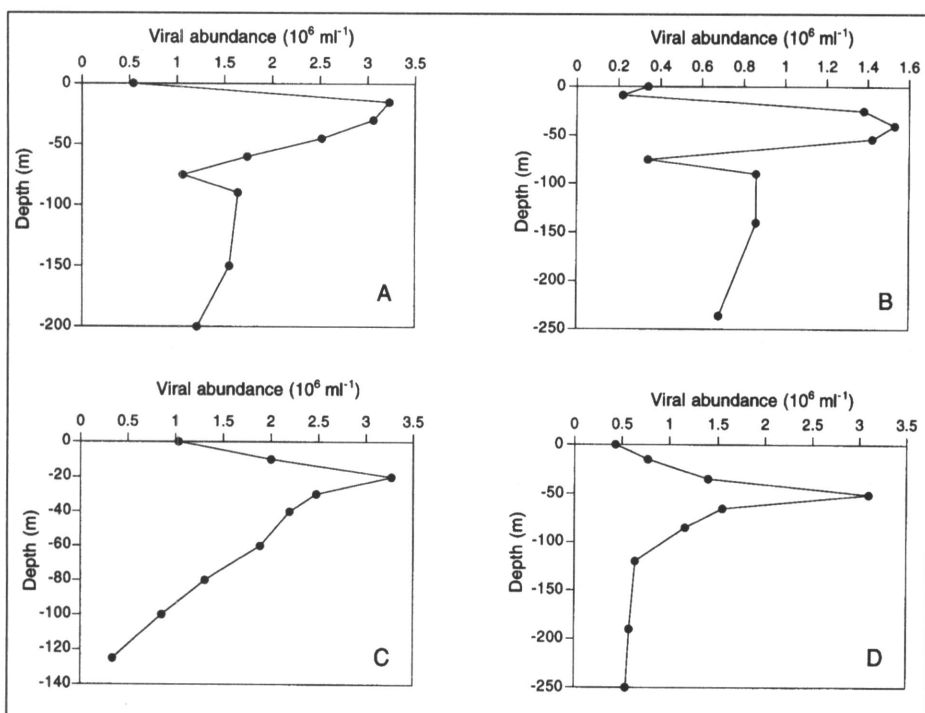 Viral abundance (10⁶ ml⁻¹)
0 0.5 1 1.5 2 2.5 3 3.5
0
-50
-100
-150
-200
Depth (m)
A
Viral abundance (10⁶ ml⁻¹)
0 0.2 0.4 0.6 0.8 1 1.2 1.4 1.6
0
-50
-100
-150
-200
-250
Depth (m)
B
Viral abundance (10⁶ ml⁻¹)
0 0.5 1 1.5 2 2.5 3 3.5
0
-20
-40
-60
-80
-100
-120
-140
Depth (m)
C
Viral abundance (10⁶ ml⁻¹)
0 0.5 1 1.5 2 2.5 3 3.5
0
-50
-100
-150
-200
-250
Depth (m)
D